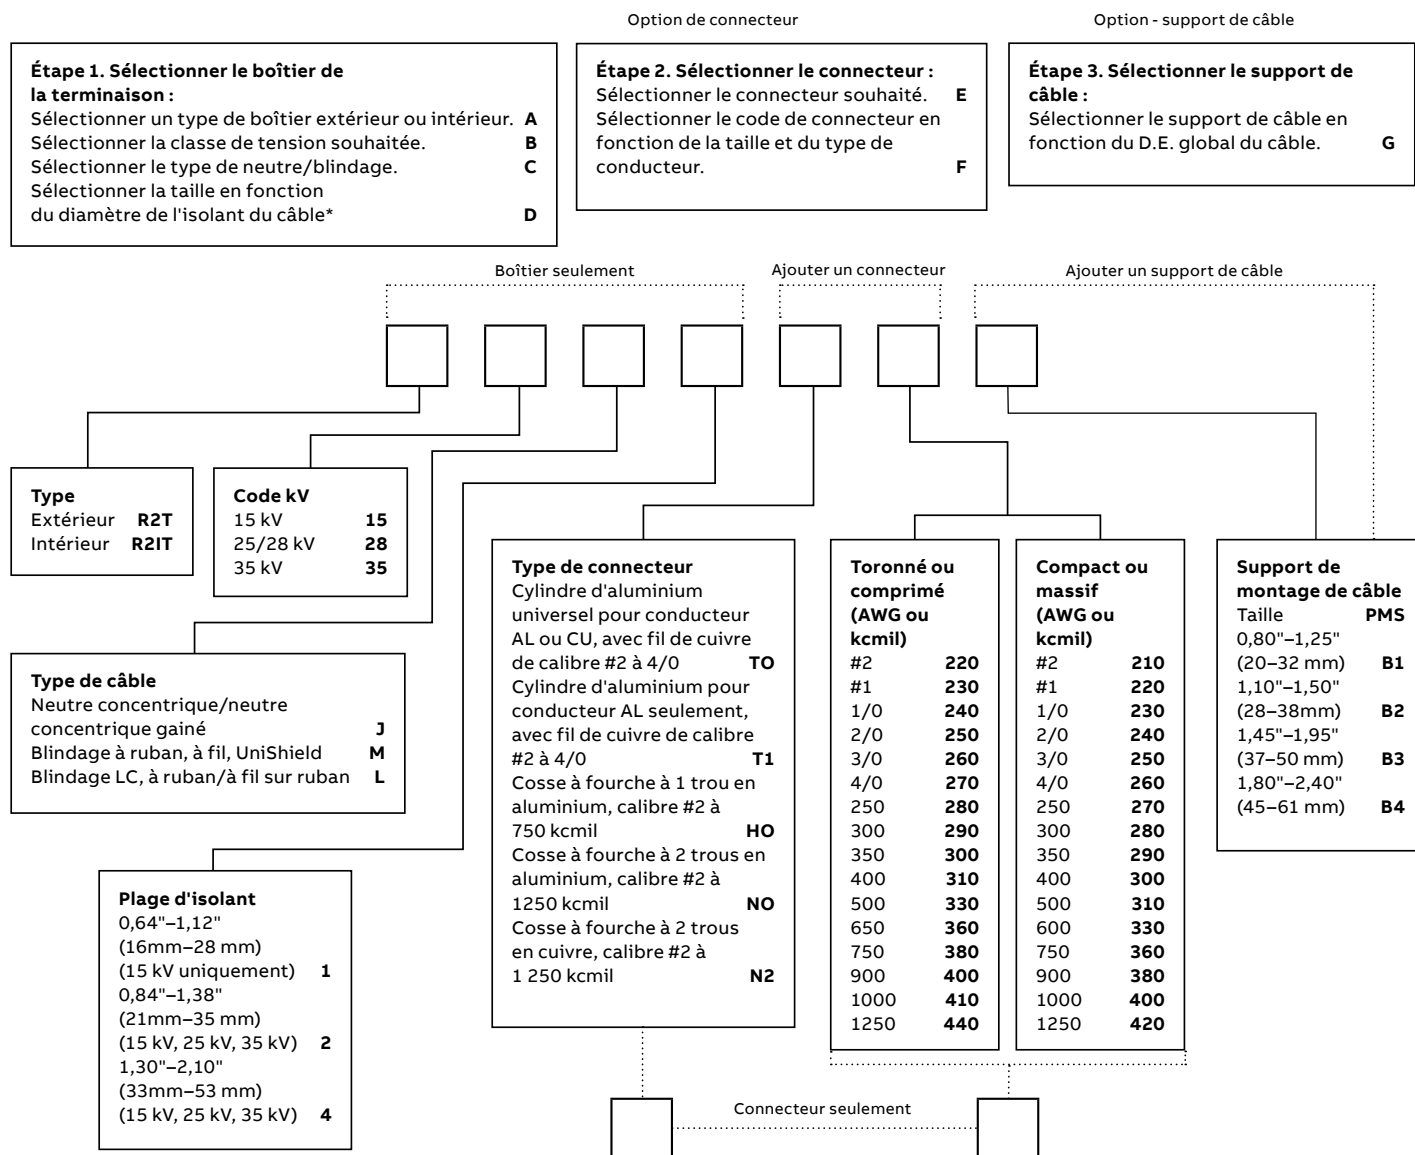 Option de connecteur
Option - support de câble
Étape 1. Sélectionner le boîtier de
la terminaison :
Sélectionner un type de boîtier extérieur ou intérieur. A
Sélectionner la classe de tension souhaitée. B
Sélectionner le type de neutre/blindage. C
Sélectionner la taille en fonction
du diamètre de l'isolant du câble* D
Étape 2. Sélectionner le connecteur :
Sélectionner le connecteur souhaité. E
Sélectionner le code de connecteur en
fonction de la taille et du type de
conducteur. F
Étape 3. Sélectionner le support de
câble :
Sélectionner le support de câble en
fonction du D.E. global du câble. G
Boîtier seulement
Ajouter un connecteur
Ajouter un support de câble
Type
Extérieur R2T
Intérieur R2IT
Code kV
15 kV 15
25/28 kV 28
35 kV 35
Type de câble
Neutre concentrique/neutre
concentrique gainé J
Blindage à ruban, à fil, UniShield M
Blindage LC, à ruban/à fil sur ruban L
Plage d'isolant
0,64"–1,12"
(16mm–28 mm)
(15 kV uniquement) 1
0,84"–1,38"
(21mm–35 mm)
(15 kV, 25 kV, 35 kV) 2
1,30"–2,10"
(33mm–53 mm)
(15 kV, 25 kV, 35 kV) 4
Type de connecteur
Cylindre d'aluminium
universel pour conducteur
AL ou CU, avec fil de cuivre
de calibre #2 à 4/0 TO
Cylindre d'aluminium pour
conducteur AL seulement,
avec fil de cuivre de calibre
#2 à 4/0 T1
Cosse à fourche à 1 trou en
aluminium, calibre #2 à
750 kcmil HO
Cosse à fourche à 2 trous en
aluminium, calibre #2 à
1250 kcmil NO
Cosse à fourche à 2 trous
en cuivre, calibre #2 à
1 250 kcmil N2
Toronné ou
comprimé
(AWG ou
kcmil)
#2 220
#1 230
1/0 240
2/0 250
3/0 260
4/0 270
250 280
300 290
350 300
400 310
500 330
650 360
750 380
900 400
1000 410
1250 440
Compact ou
massif
(AWG ou
kcmil)
#2 210
#1 220
1/0 230
2/0 240
3/0 250
4/0 260
250 270
300 280
350 290
400 300
500 310
600 330
750 360
900 380
1000 400
1250 420
Support de
montage de câble
Taille PMS
0,80"–1,25"
(20–32 mm) B1
1,10"–1,50"
(28–38mm) B2
1,45"–1,95"
(37–50 mm) B3
1,80"–2,40"
(45–61 mm) B4
Connecteur seulement